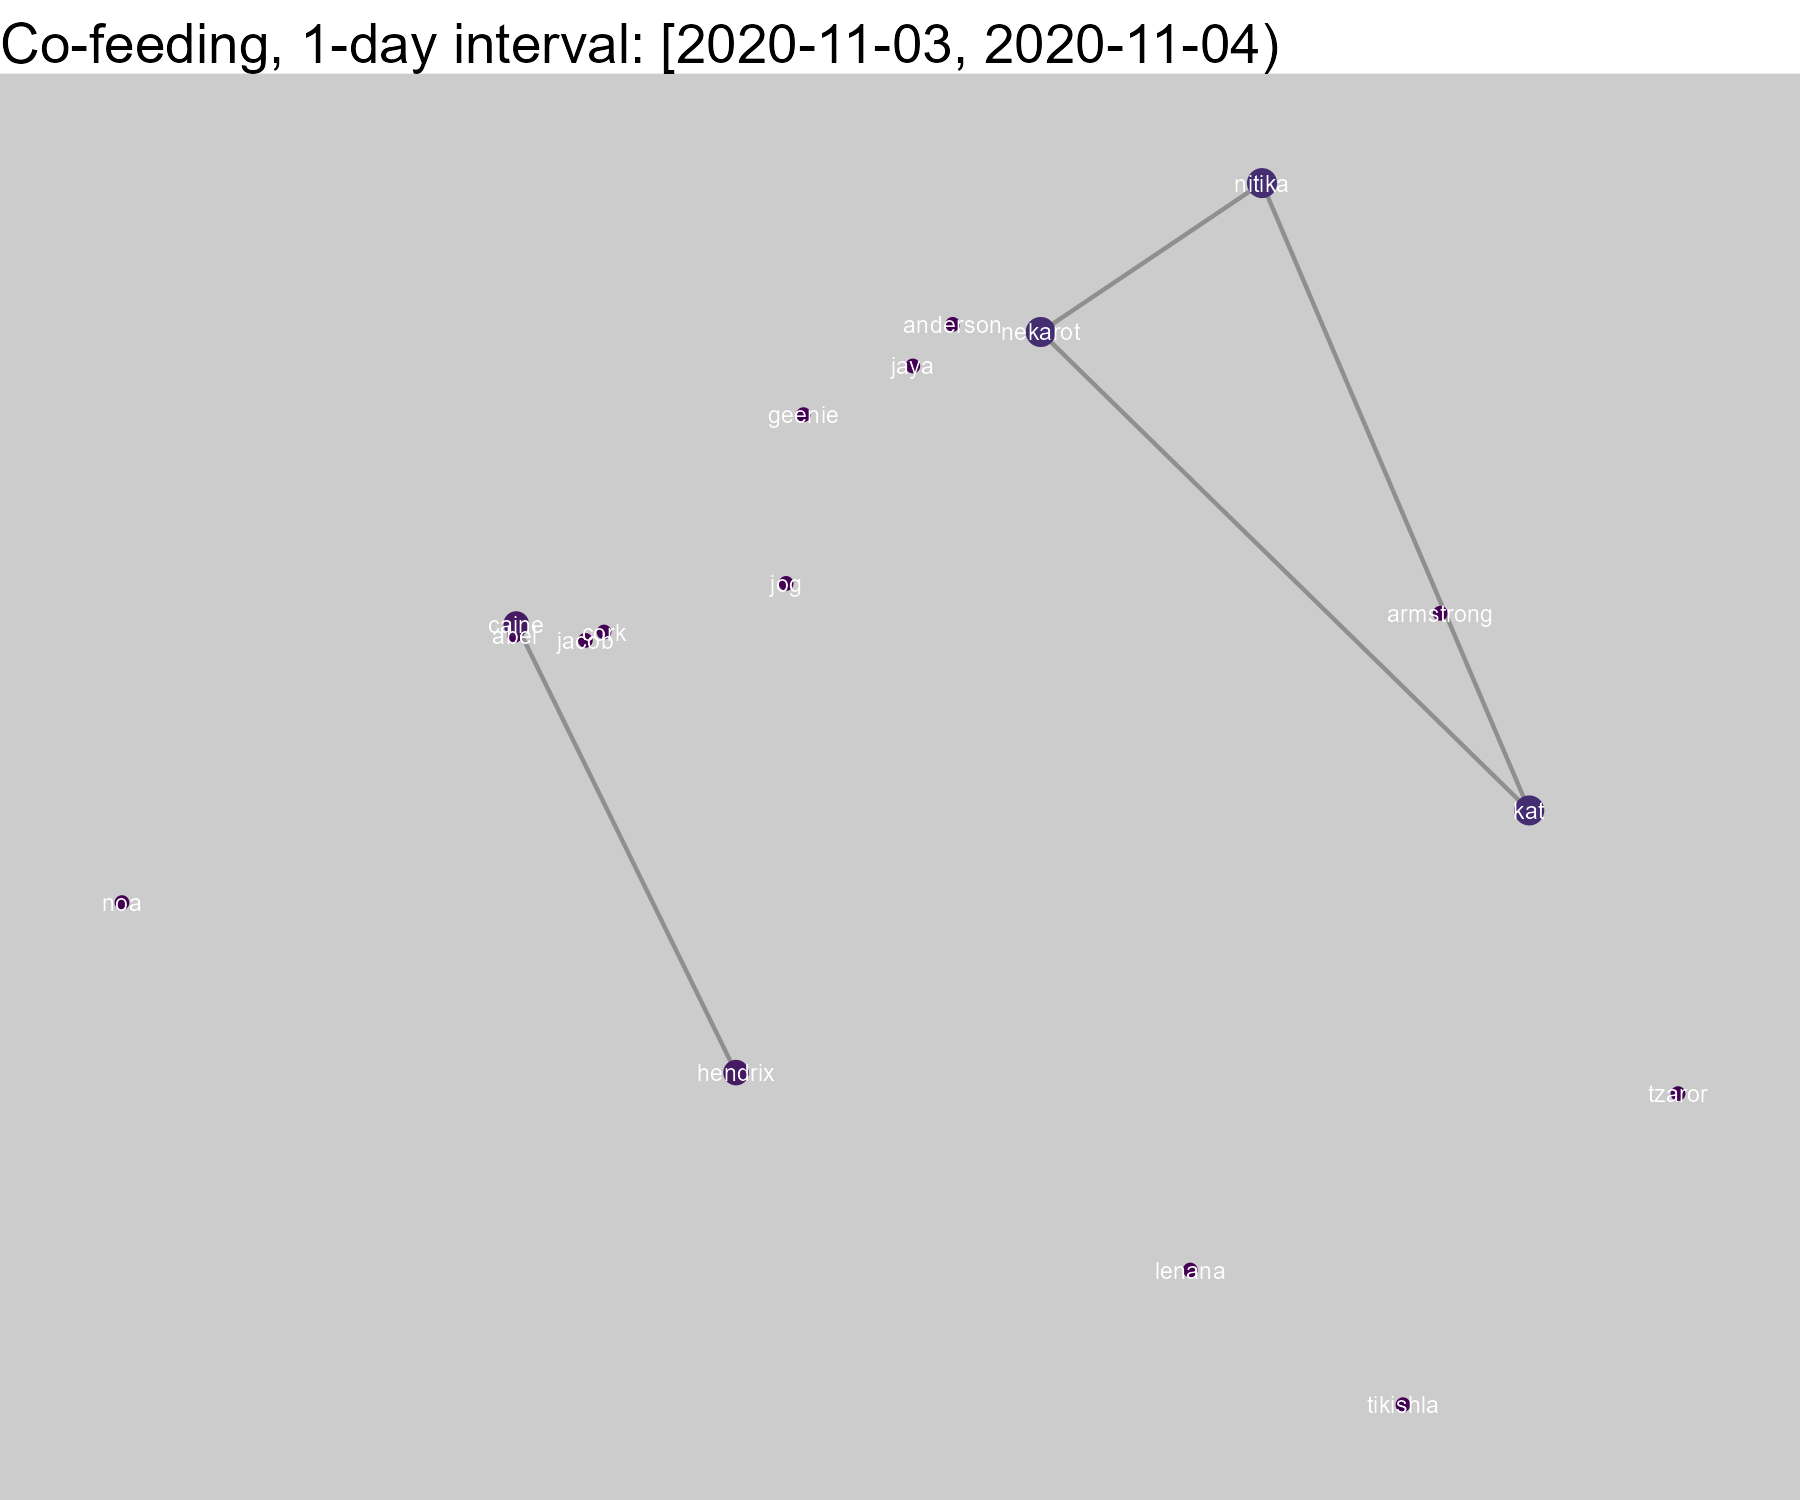 Co-feeding, 1-day interval: [2020-11-03, 2020-11-04)
nitika
anderson
nekarot
jaya
geenie
jog
armstrong
caine
abel
cork
jacob
kat
noa
hendrix
tzaror
lenana
tikishla